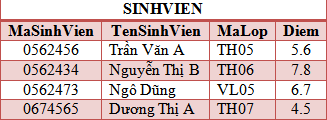 SINHVIEN
MaSinhVien TenSinhVien MaLop Diem
0562456 Trần Văn A TH05 5.6
0562434 Nguyễn Thị B TH06 7.8
0562473 Ngô Dũng VL05 6.7
0674565 Dương Thị A TH07 4.5